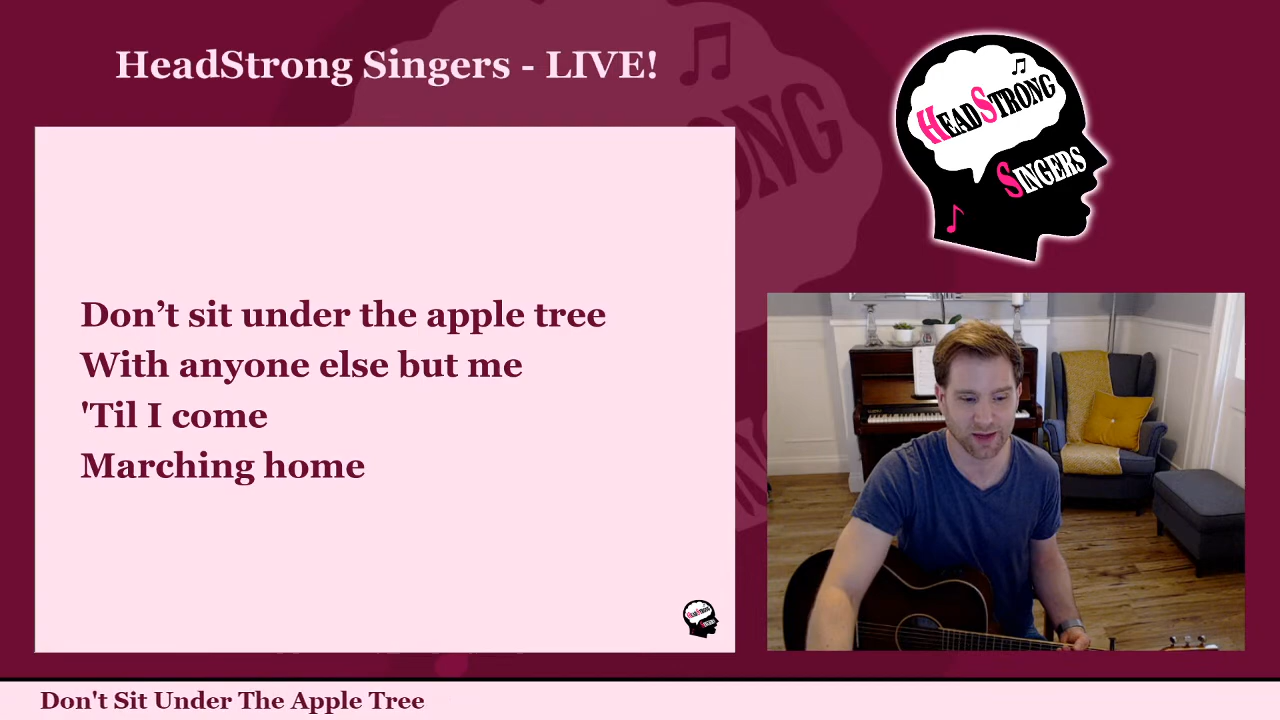 HeadStrong Singers - LIVE!
HEADSTRONG
SINGERS
Don’t sit under the apple tree
With anyone else but me
'Til I come
Marching home
Don't Sit Under The Apple Tree